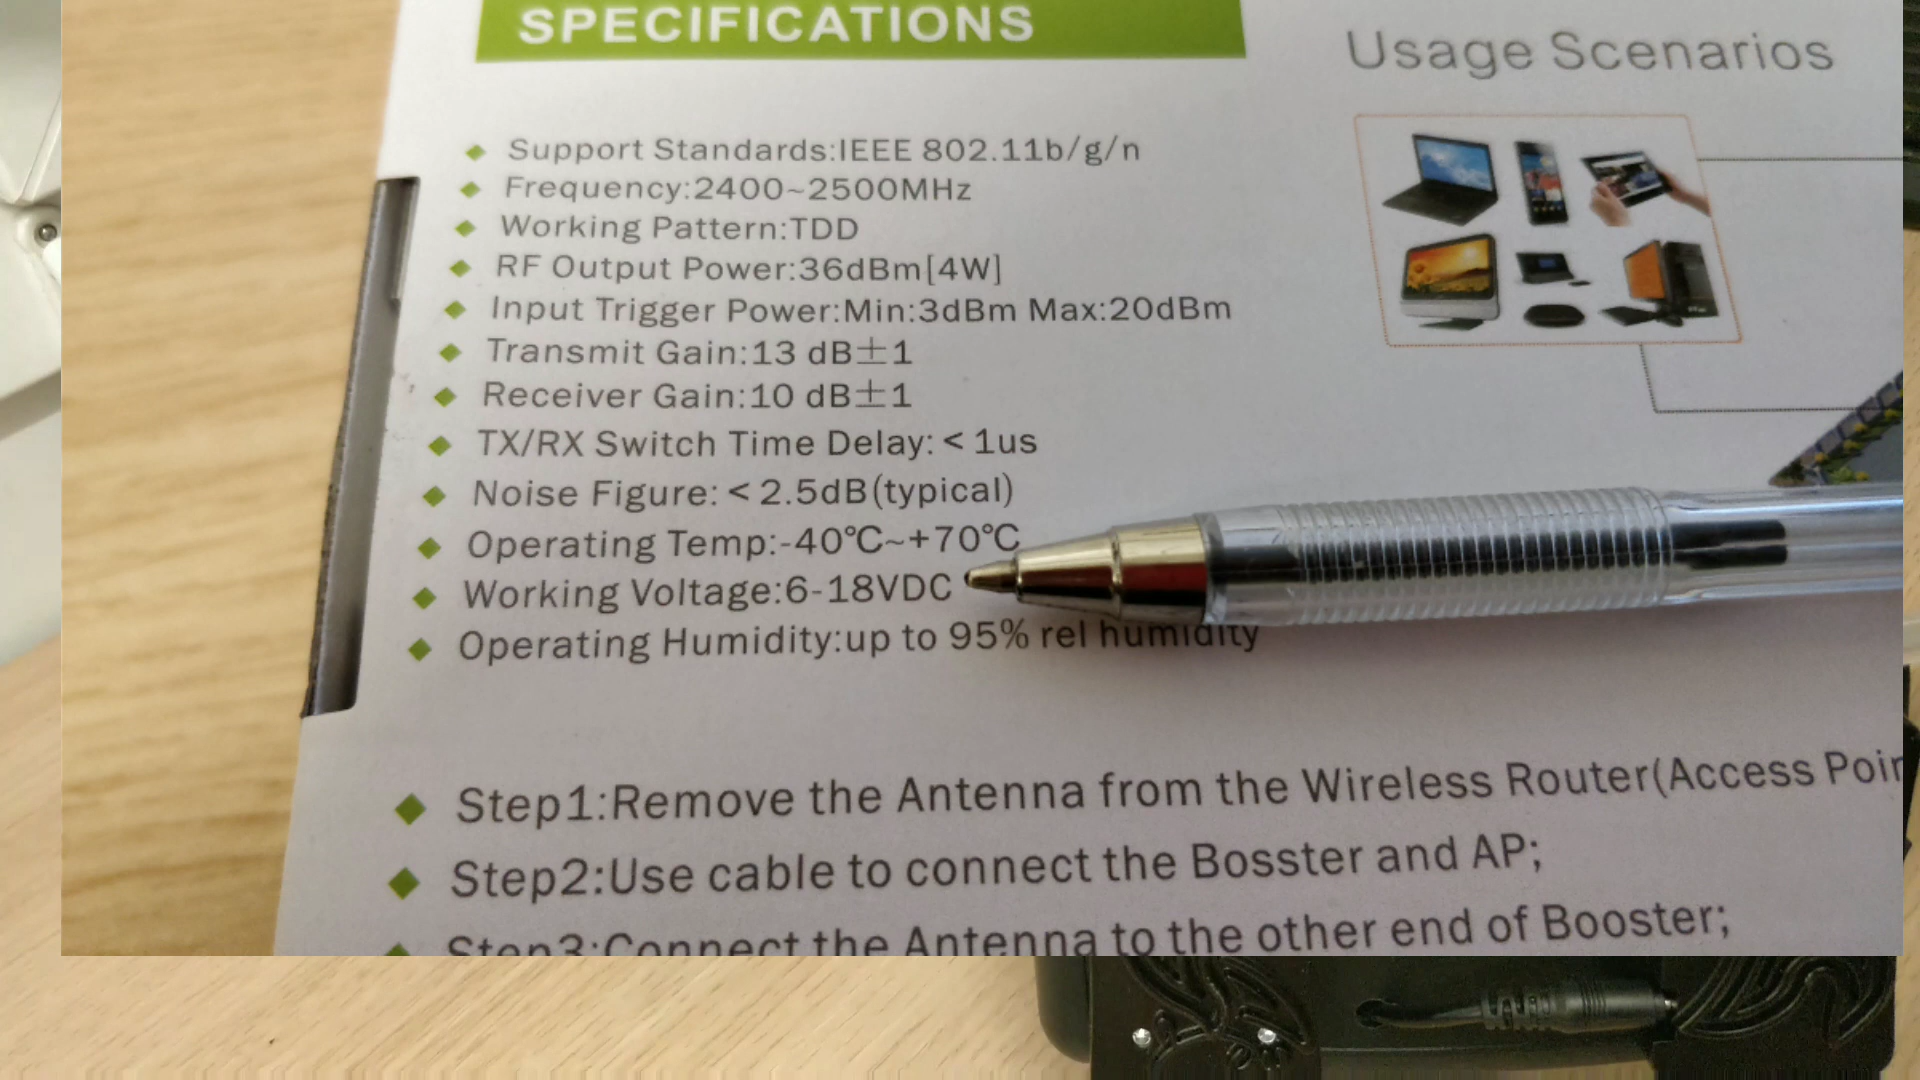 SPECIFICATIONS
Usage Scenarios
Support Standards:IEEE 802.11b/g/n
Frequency:2400~2500MHz
Working Pattern:TDD
RF Output Power:36dBm[4W]
Input Trigger Power:Min:3dBm Max:20dBm
Transmit Gain:13 dB±1
Receiver Gain:10 dB±1
TX/RX Switch Time Delay:<1us
Noise Figure:<2.5dB(typical)
Operating Temp:-40℃~+70℃
Working Voltage:6-18VDC
Operating Humidity:up to 95% rel humidity
Step1:Remove the Antenna from the Wireless Router(Access Poin
Step2:Use cable to connect the Bosster and AP;
Step3:Connect the Antenna to the other end of Booster;